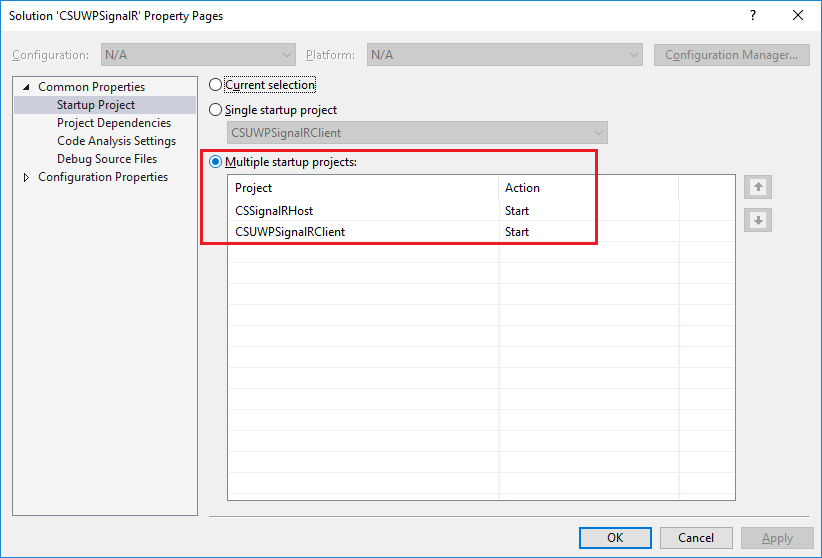 Solution 'CSUWPSignalR' Property Pages
?
Configuration: N/A Platform: N/A Configuration Manager...
Common Properties
Startup Project
Project Dependencies
Code Analysis Settings
Debug Source Files
Configuration Properties
Current selection
Single startup project
CSUWPSignalRClient
Multiple startup projects:
Project Action
CSSignalRHost Start
CSUWPSignalRClient Start
OK Cancel Apply